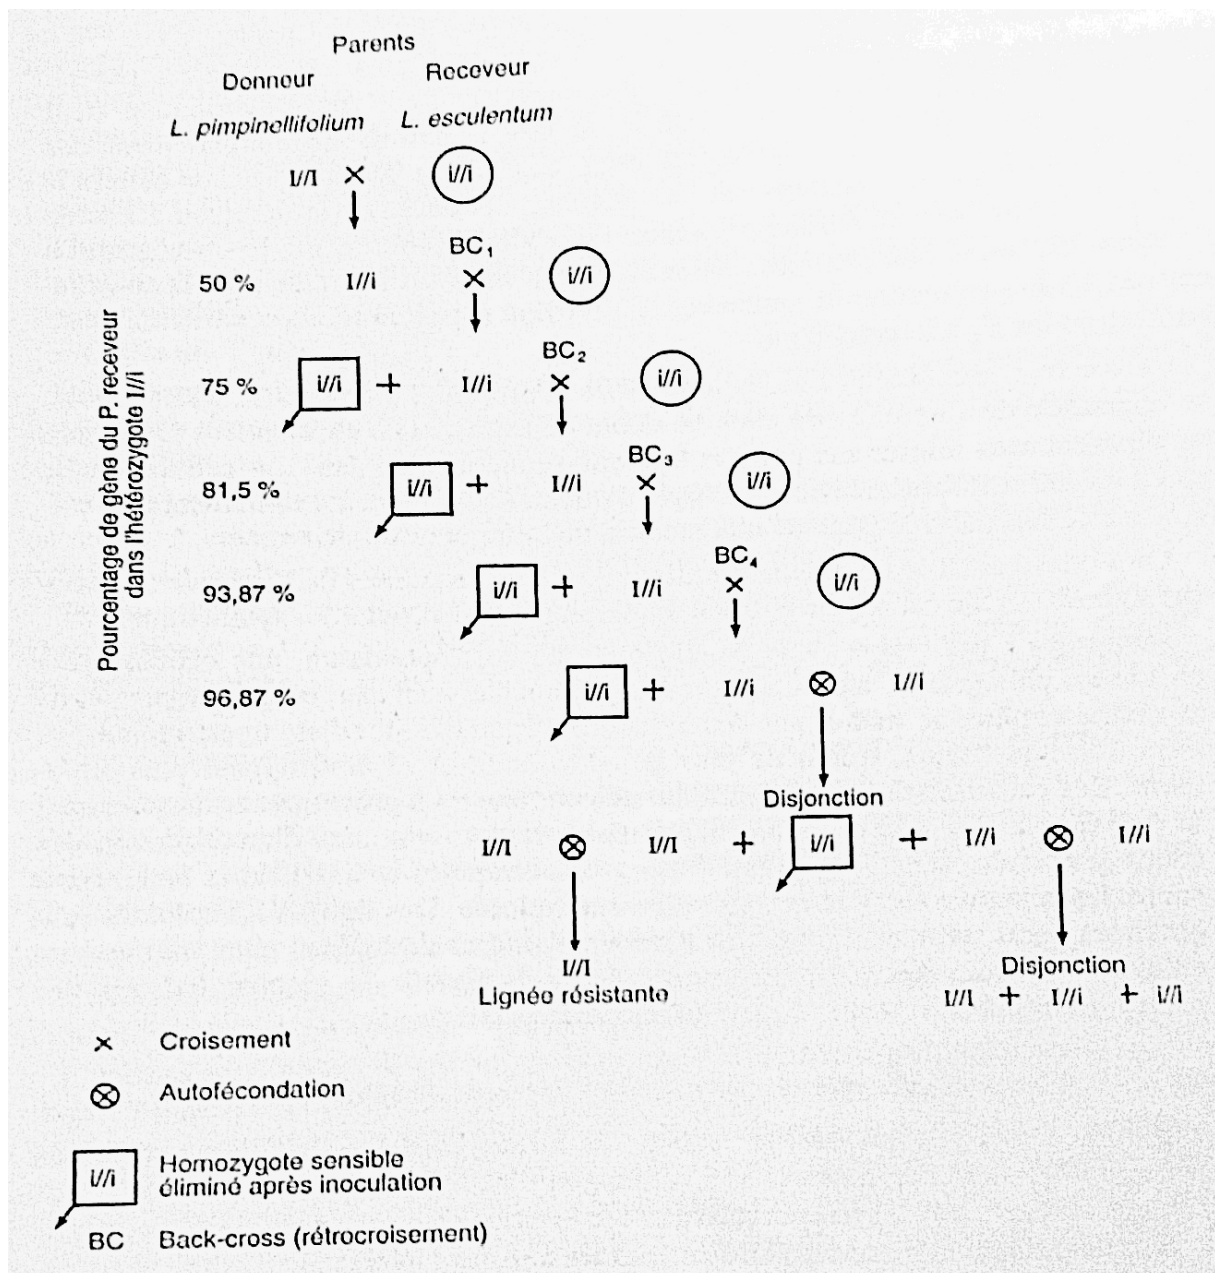 Parents
Donneur
Receveur
L. pimpinellifolium
L. esculentum
I//I
i//i
BC1
50 %
I//i
i//i
BC2
75 %
i//i + I//i
i//i
BC3
81,5 %
i//i + I//i
i//i
BC4
93,87 %
i//i + I//i
i//i
96,87 %
i//i + I//i
I//i
Pourcentage de gène du P. receveur
dans l'hétérozygote I//i
Disjonction
I//I
I//I + i//i + I//i
I//i
I//I
Lignée résistante
Disjonction
I//I + I//i + i//i
Croisement
Autofécondation
i//i
Homozygote sensible
éliminé après inoculation
BC Back-cross (rétrocroisement)